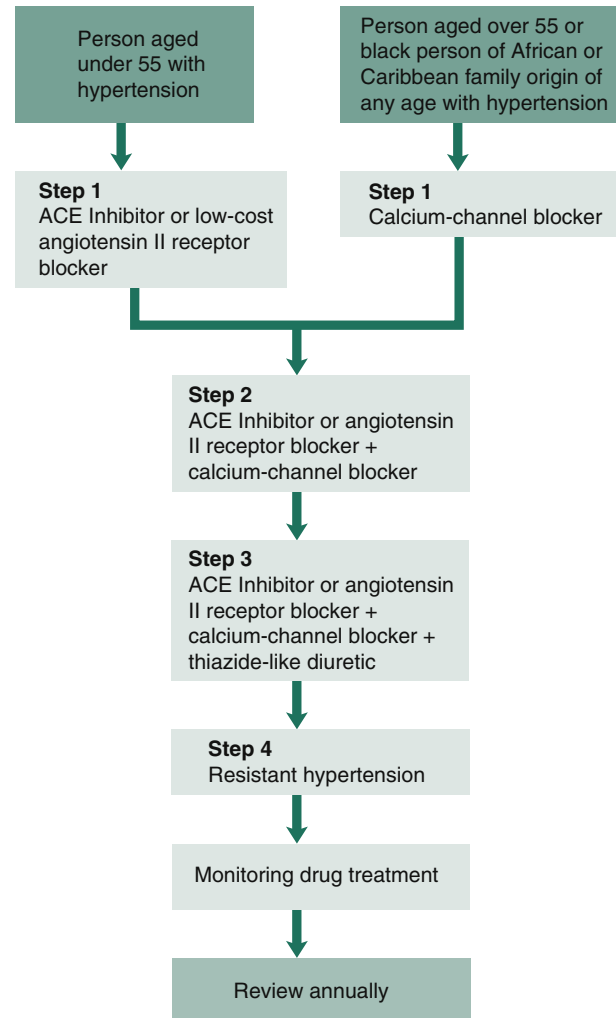 Person aged
under 55 with
hypertension
Person aged over 55 or
black person of African or
Caribbean family origin of
any age with hypertension
Step 1
ACE Inhibitor or low-cost
angiotensin II receptor
blocker
Step 1
Calcium-channel blocker
Step 2
ACE Inhibitor or angiotensin
II receptor blocker +
calcium-channel blocker
Step 3
ACE Inhibitor or angiotensin
II receptor blocker +
calcium-channel blocker +
thiazide-like diuretic
Step 4
Resistant hypertension
Monitoring drug treatment
Review annually